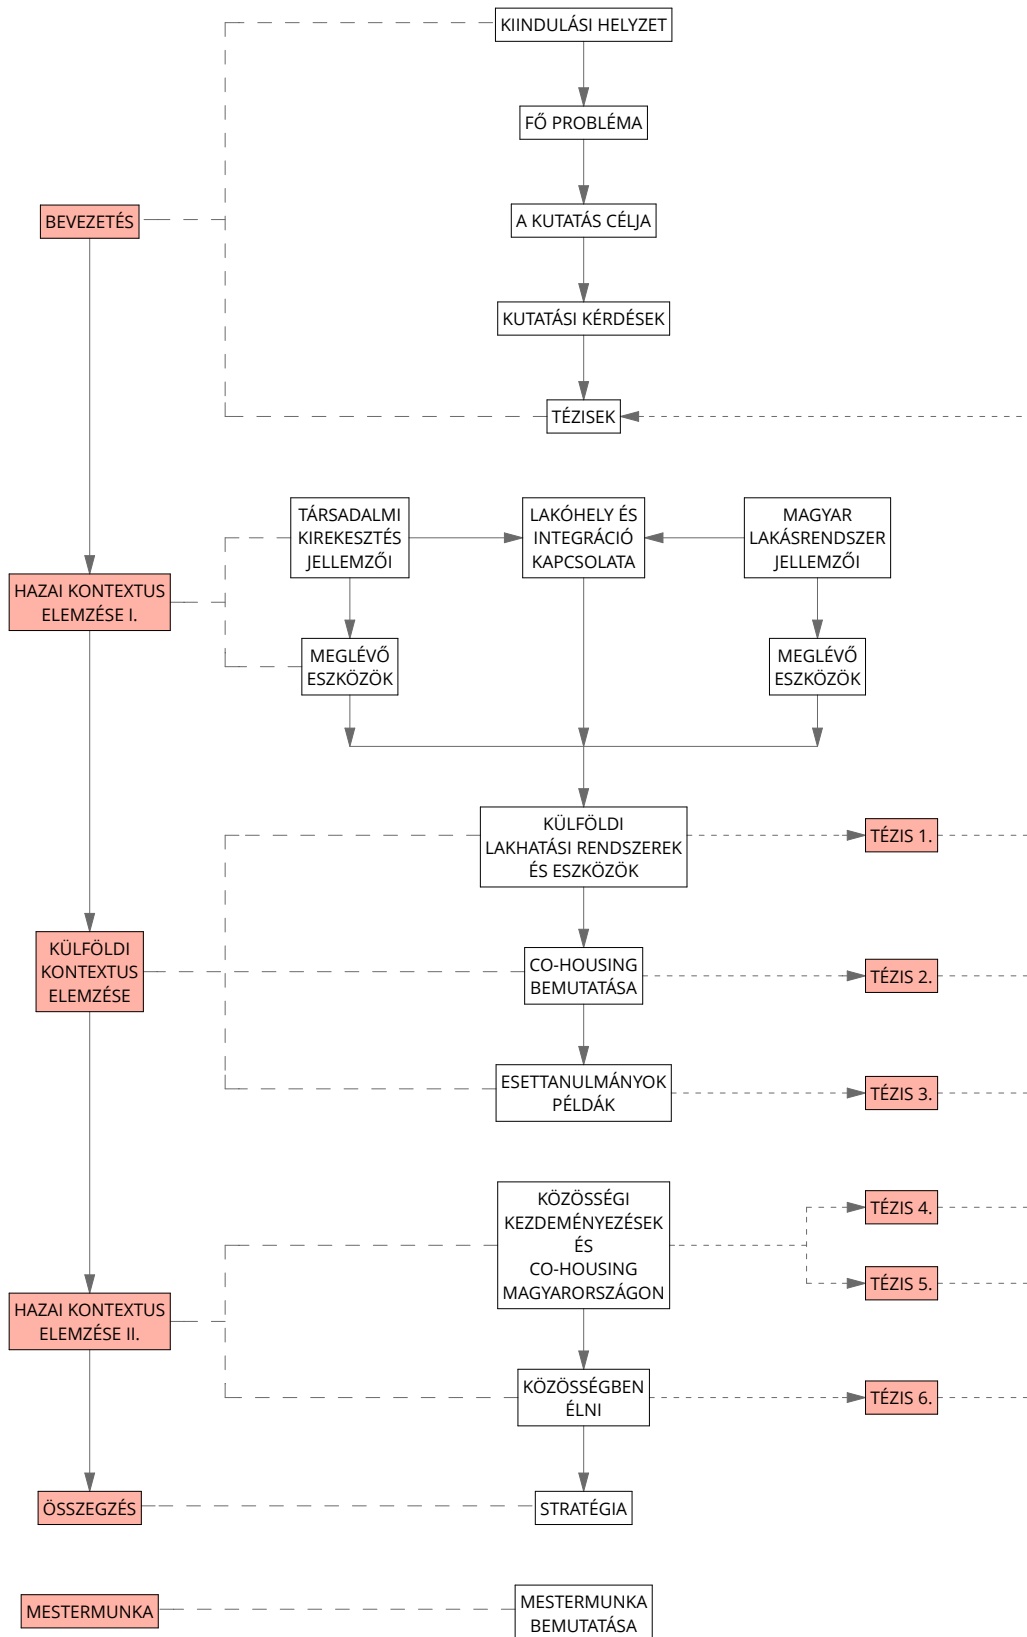 KIINDULÁSI HELYZET
FŐ PROBLÉMA
BEVEZETÉS
A KUTATÁS CÉLJA
KUTATÁSI KÉRDÉSEK
TÉZISEK
TÁRSADALMI
KIREKESZTÉS
JELLEMZŐI
LAKÓHELY ÉS
INTEGRÁCIÓ
KAPCSOLATA
MAGYAR
LAKÁSRENDSZER
JELLEMZŐI
HAZAI KONTEXTUS
ELEMZÉSE I.
MEGLÉVŐ
ESZKÖZÖK
MEGLÉVŐ
ESZKÖZÖK
KÜLFÖLDI
LAKHATÁSI RENDSZEREK
ÉS ESZKÖZÖK
TÉZIS 1.
KÜLFÖLDI
KONTEXTUS
ELEMZÉSE
CO-HOUSING
BEMUTATÁSA
TÉZIS 2.
ESETTANULMÁNYOK
PÉLDÁK
TÉZIS 3.
KÖZÖSSÉGI
KEZDEMÉNYEZÉSEK
ÉS
CO-HOUSING
MAGYARORSZÁGON
TÉZIS 4.
TÉZIS 5.
HAZAI KONTEXTUS
ELEMZÉSE II.
KÖZÖSSÉGBEN
ÉLNI
TÉZIS 6.
ÖSSZEGZÉS
STRATÉGIA
MESTERMUNKA
MESTERMUNKA
BEMUTATÁSA